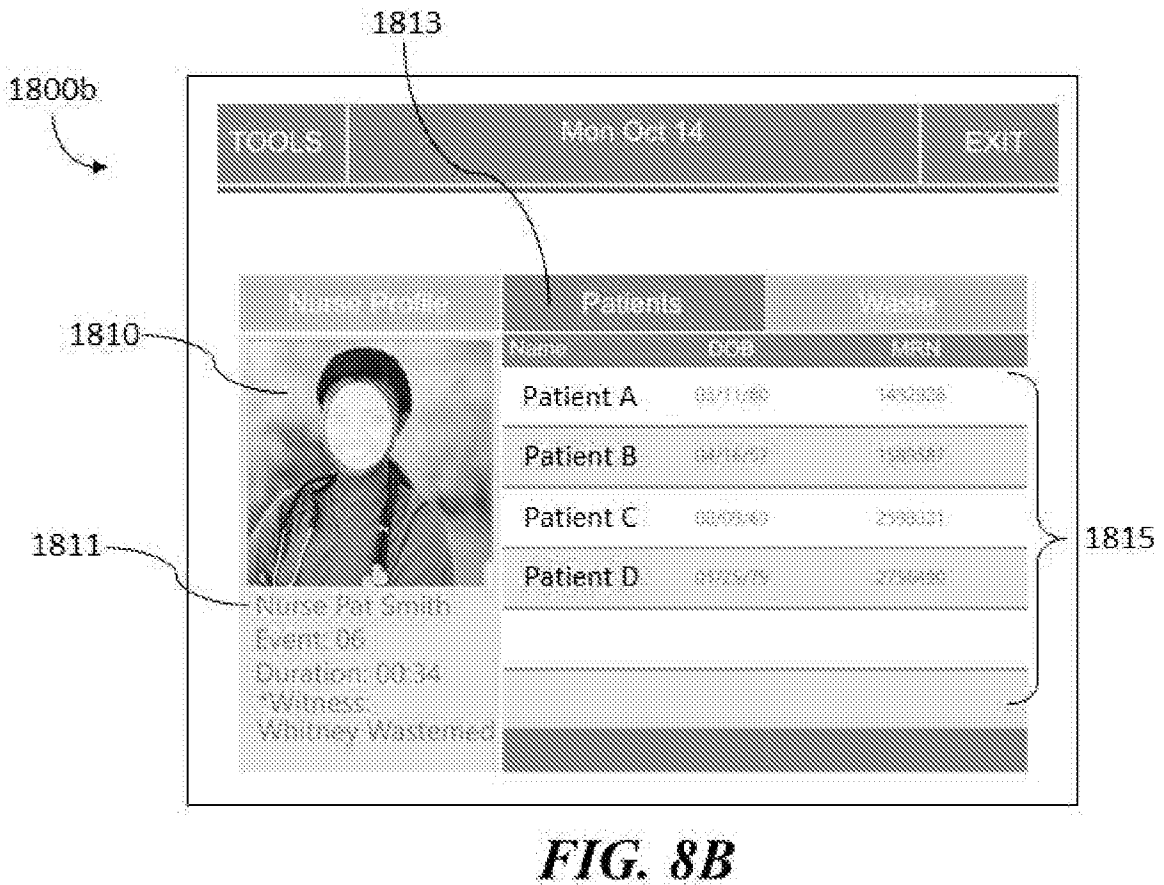 1813
1800b
TOOLS Mon Oct 14 EXIT
Nurse Profile Patients Waste
Name DOB MRN
1810
Patient A 1492928
Patient B
Patient C
1815
1811
Patient D
Nurse Pat Smith
Event: 06
Duration: 00:34
*Witness:
Whitney Wastemed
FIG. 8B